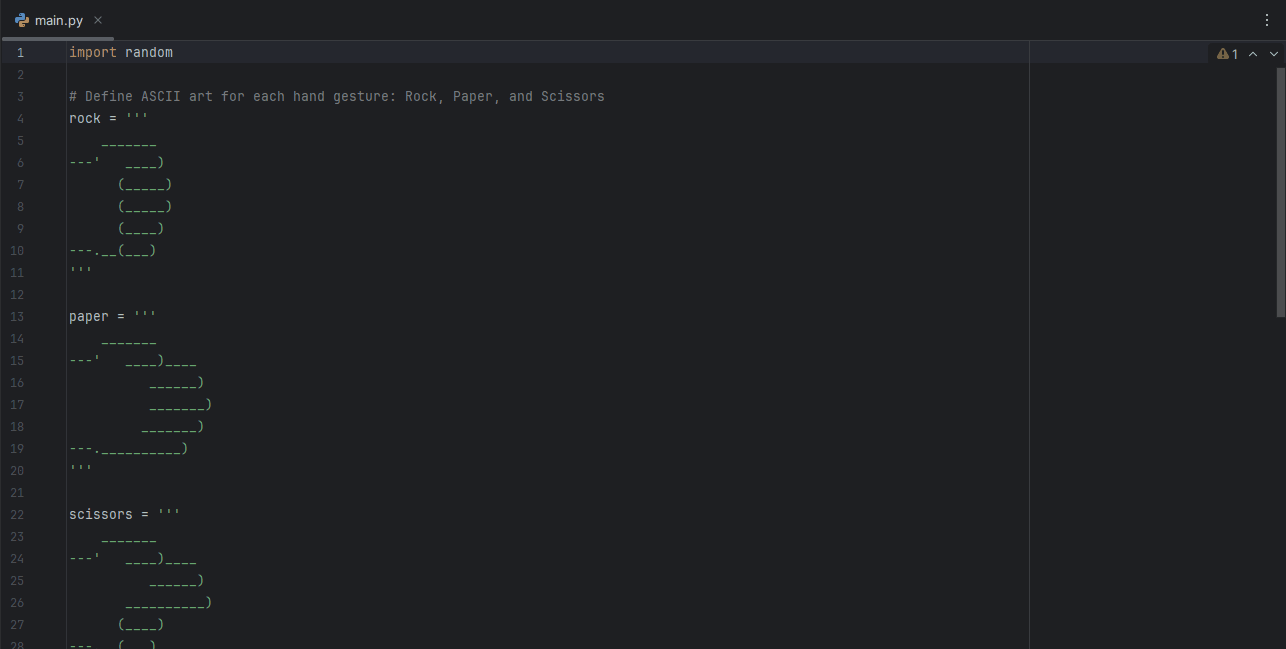 main.py
1 import random 1
2
3 # Define ASCII art for each hand gesture: Rock, Paper, and Scissors
4 rock = '''
5     _______
6 ---'   ____)
7       (_____)
8       (_____)
9       (____)
10 ---.__(___)
11 '''
12
13 paper = '''
14     _______
15 ---'   ____)____
16           ______)
17           _______)
18          _______)
19 ---.__________)
20 '''
21
22 scissors = '''
23     _______
24 ---'   ____)____
25           ______)
26        __________)
27       (____)
28 ---.__(___)